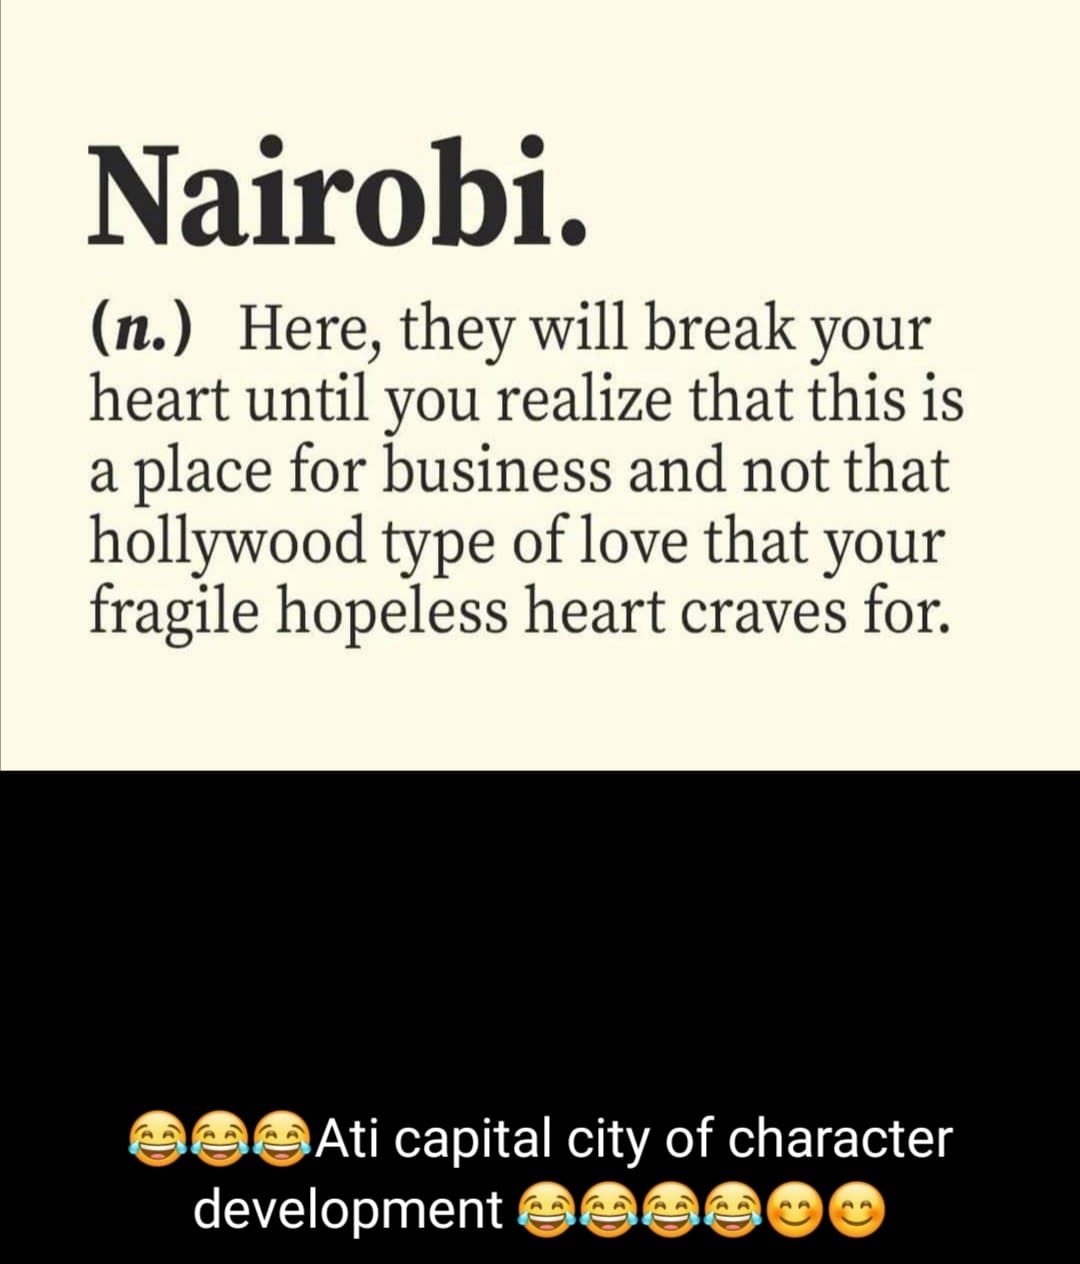 Nairobi.
(n.) Here, they will break your
heart until you realize that this is
a place for business and not that
hollywood type of love that your
fragile hopeless heart craves for.
😂😂😂Ati capital city of character
development 😂😂😂😂😊😊